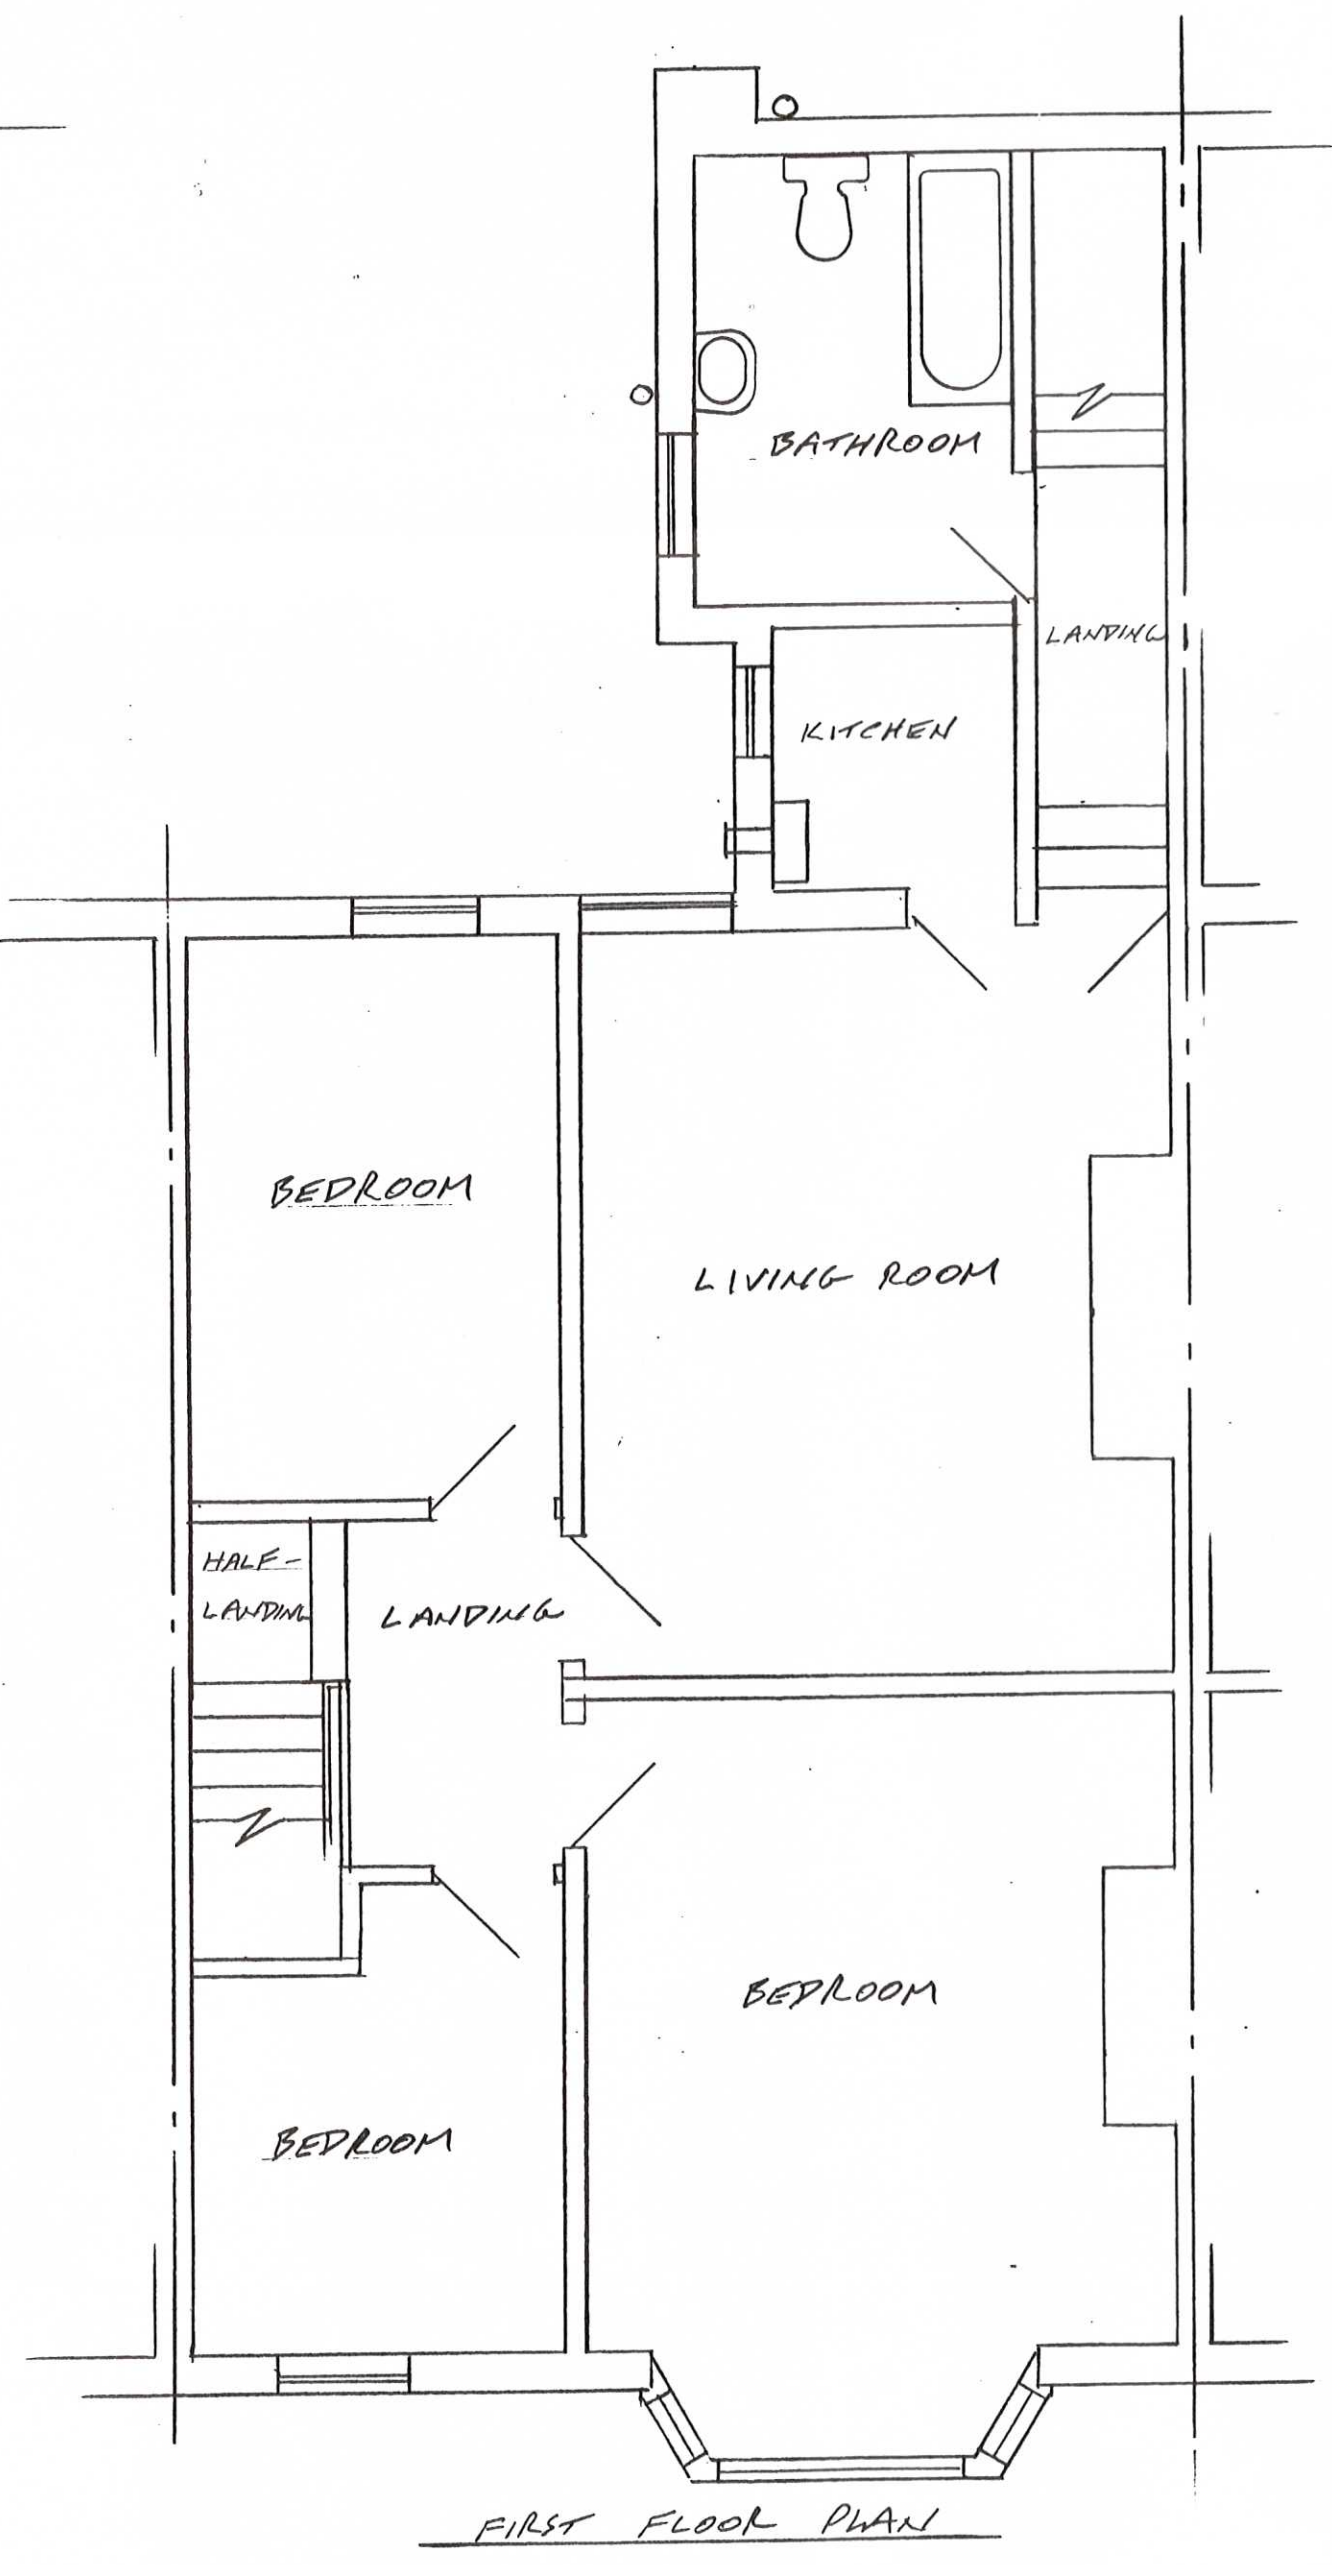 BATHROOM
LANDING
KITCHEN
BEDROOM
LIVING ROOM
HALF-
LANDING
LANDING
BEDROOM
BEDROOM
FIRST FLOOR PLAN